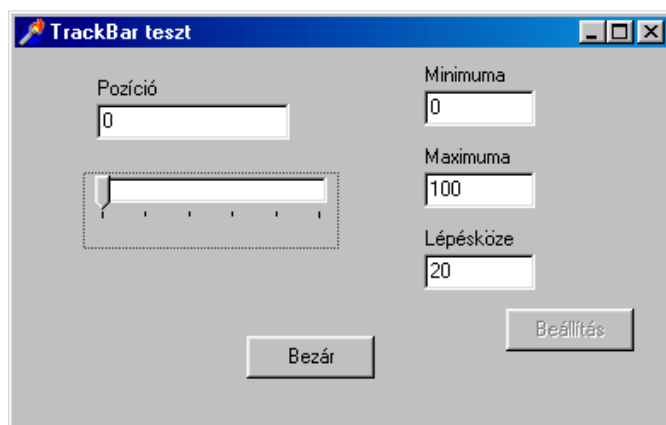 TrackBar teszt
Pozíció
0
Minimuma
0
Maximuma
100
Lépésköze
20
Beállítás
Bezár